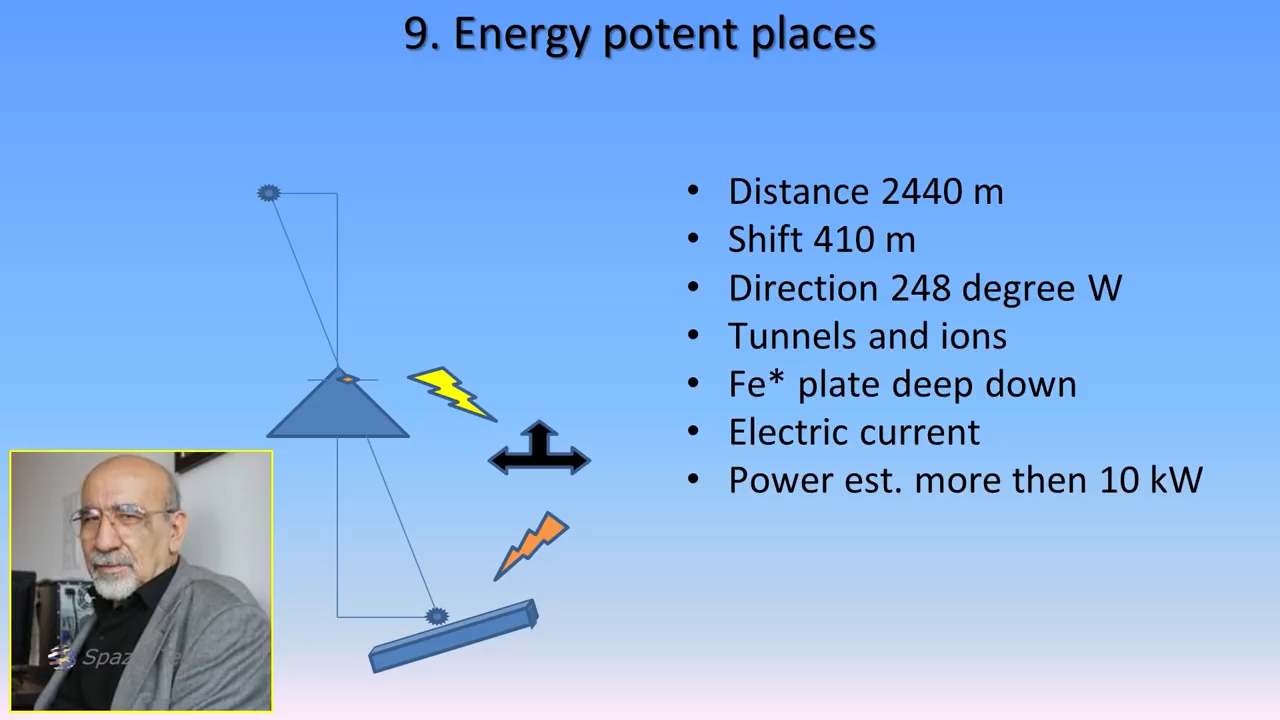 9. Energy potent places
• Distance 2440 m
• Shift 410 m
• Direction 248 degree W
• Tunnels and ions
• Fe* plate deep down
• Electric current
• Power est. more then 10 kW